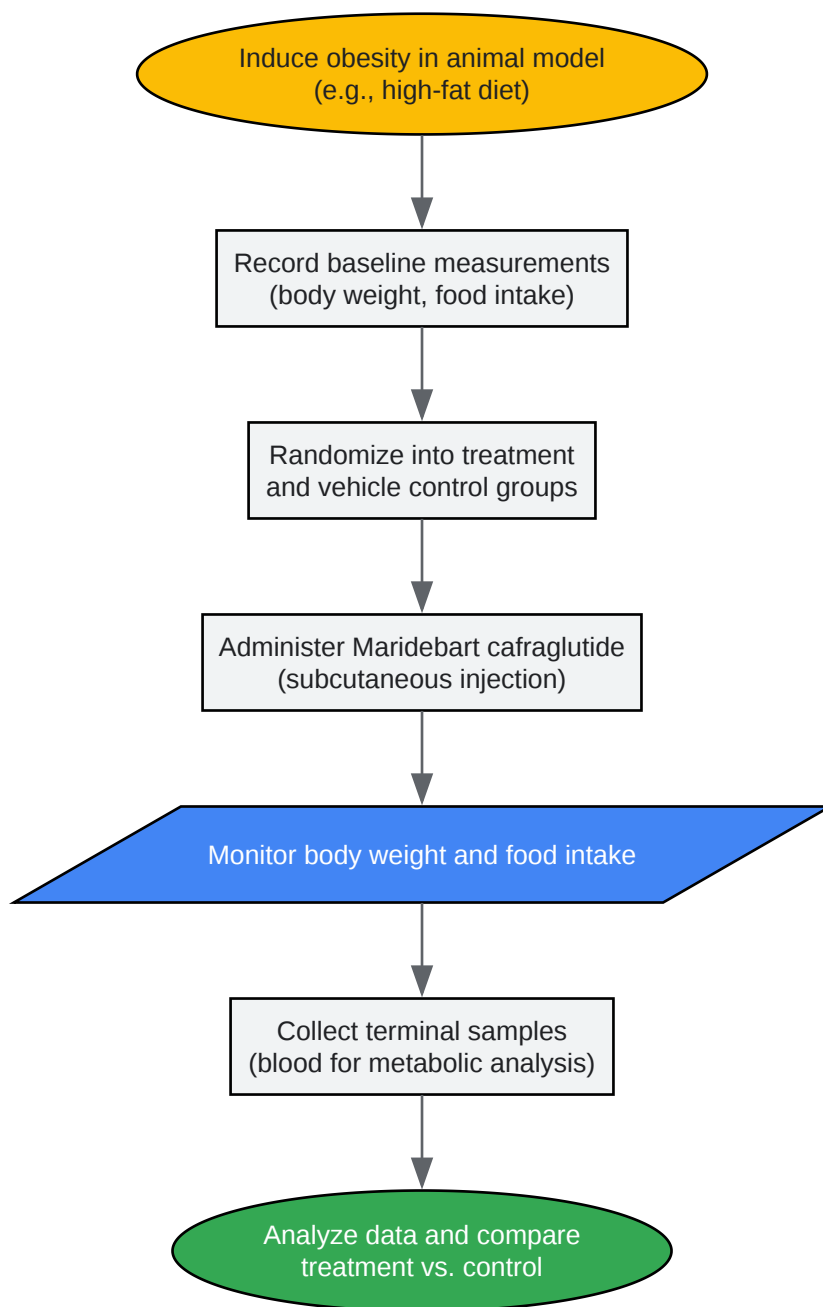 Induce obesity in animal model
(e.g., high-fat diet)
Record baseline measurements
(body weight, food intake)
Randomize into treatment
and vehicle control groups
Administer Maridebart cafraglutide
(subcutaneous injection)
Monitor body weight and food intake
Collect terminal samples
(blood for metabolic analysis)
Analyze data and compare
treatment vs. control